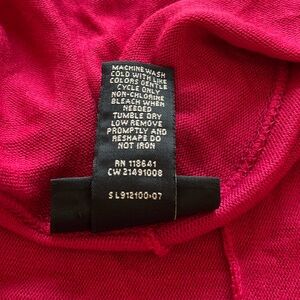 MACHINE WASH
COLD WITH LIKE
COLORS GENTLE
CYCLE ONLY
NON-CHLORINE
BLEACH WHEN
NEEDED
TUMBLE DRY
LOW REMOVE
PROMPTLY AND
RESHAPE DO
NOT IRON
RN 118641
CW 21491008
SL912100-07